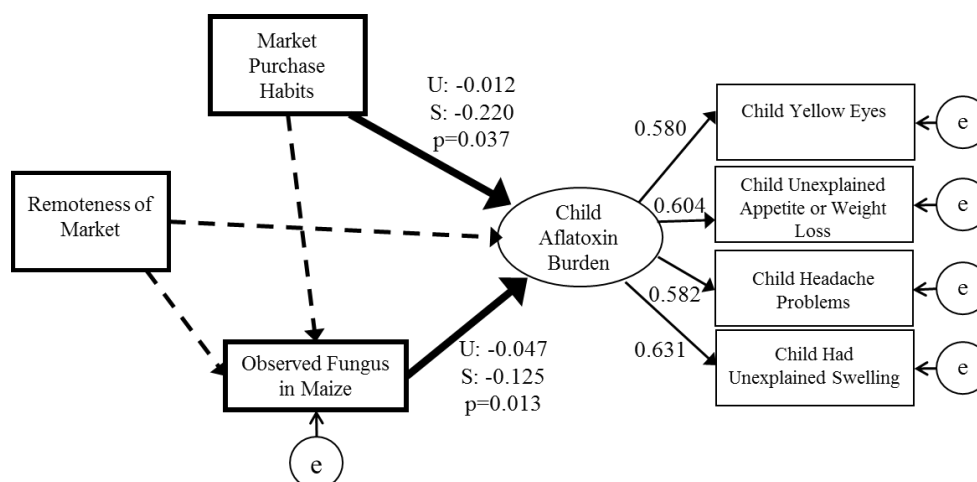 Market
Purchase
Habits
U: -0.012
S: -0.220
p=0.037
Remoteness of
Market
Observed Fungus
in Maize
e
U: -0.047
S: -0.125
p=0.013
Child
Aflatoxin
Burden
0.580
0.604
0.582
0.631
Child Yellow Eyes
e
Child Unexplained
Appetite or Weight
Loss
e
Child Headache
Problems
e
Child Had
Unexplained Swelling
e